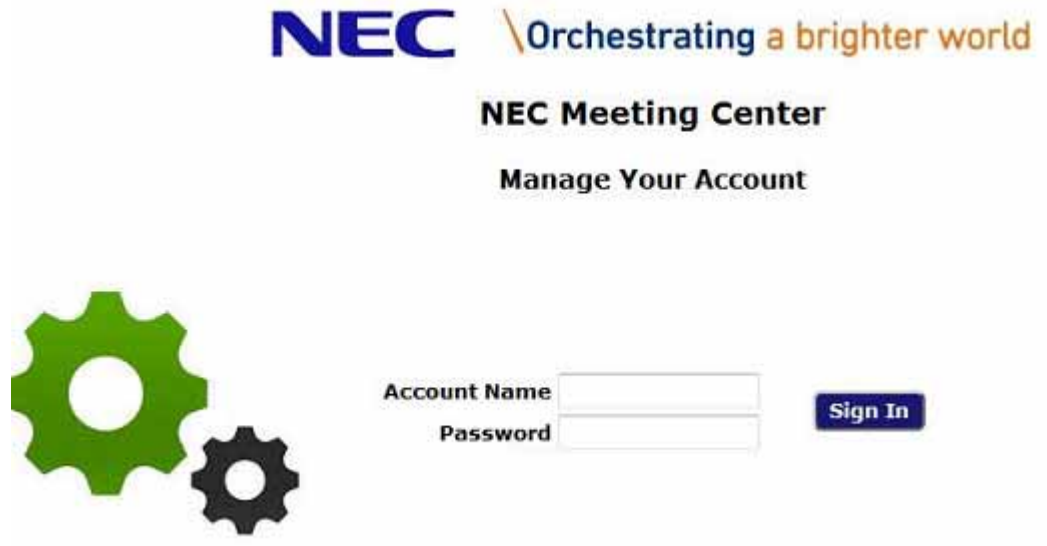 NEC \Orchestrating a brighter world
NEC Meeting Center
Manage Your Account
Account Name
Sign In
Password